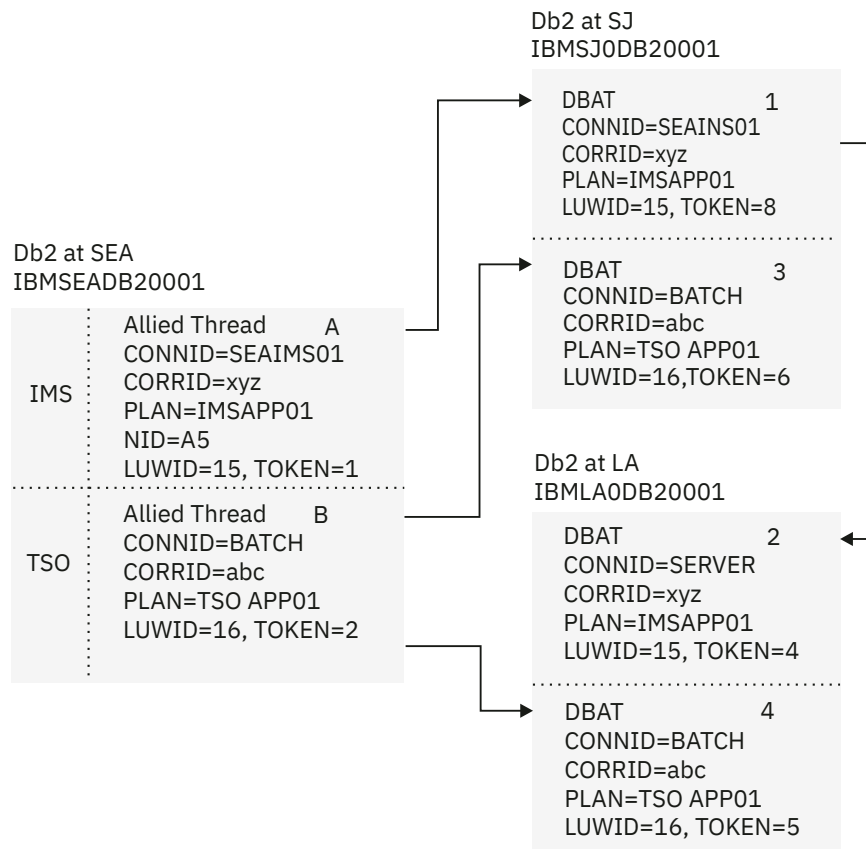 Db2 at SJ
IBMSJ0DB20001
DBAT 1
CONNID=SEAINS01
CORRID=xyz
PLAN=IMSAPP01
LUWID=15, TOKEN=8
DBAT 3
CONNID=BATCH
CORRID=abc
PLAN=TSO APP01
LUWID=16,TOKEN=6
Db2 at SEA
IBMSEADB20001
IMS
Allied Thread A
CONNID=SEAIMS01
CORRID=xyz
PLAN=IMSAPP01
NID=A5
LUWID=15, TOKEN=1
TSO
Allied Thread B
CONNID=BATCH
CORRID=abc
PLAN=TSO APP01
LUWID=16, TOKEN=2
Db2 at LA
IBMLA0DB20001
DBAT 2
CONNID=SERVER
CORRID=xyz
PLAN=IMSAPP01
LUWID=15, TOKEN=4
DBAT 4
CONNID=BATCH
CORRID=abc
PLAN=TSO APP01
LUWID=16, TOKEN=5